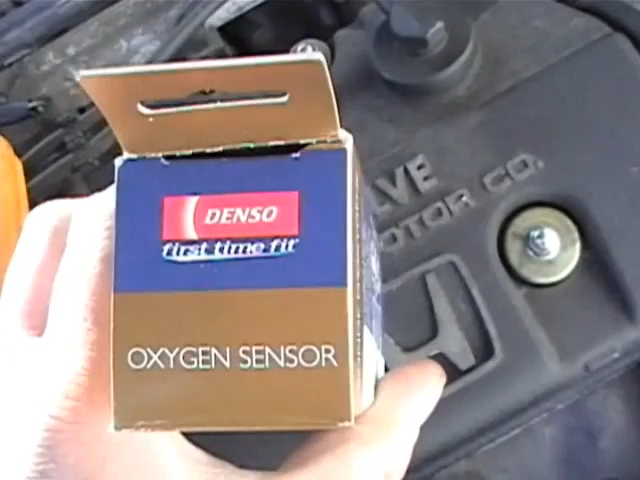 DENSO
first time fit
OXYGEN SENSOR
LVE
OTOR CO.